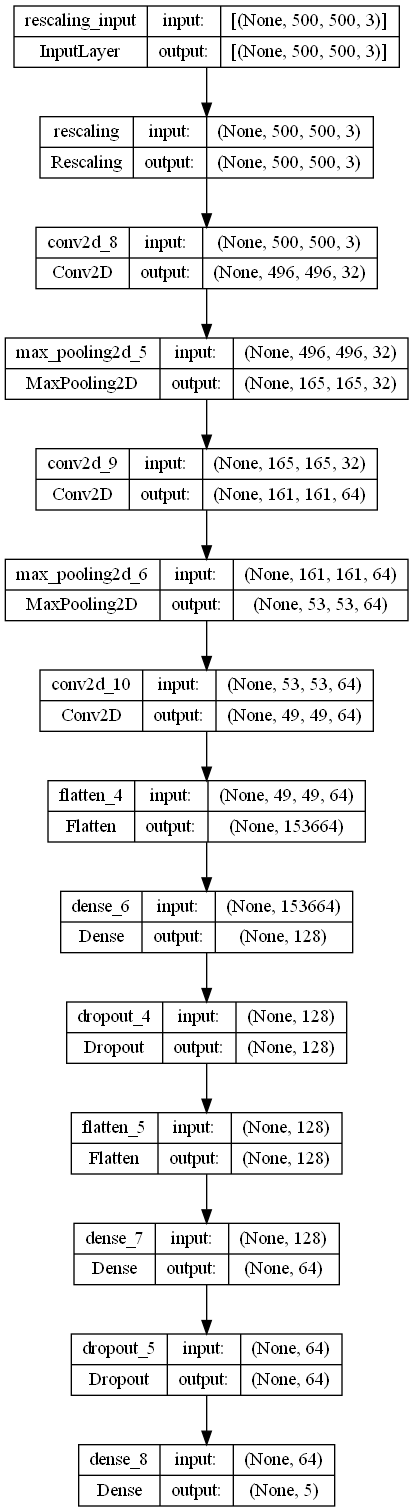 rescaling_input input: [(None, 500, 500, 3)]
InputLayer output: [(None, 500, 500, 3)]
rescaling input: (None, 500, 500, 3)
Rescaling output: (None, 500, 500, 3)
conv2d_8 input: (None, 500, 500, 3)
Conv2D output: (None, 496, 496, 32)
max_pooling2d_5 input: (None, 496, 496, 32)
MaxPooling2D output: (None, 165, 165, 32)
conv2d_9 input: (None, 165, 165, 32)
Conv2D output: (None, 161, 161, 64)
max_pooling2d_6 input: (None, 161, 161, 64)
MaxPooling2D output: (None, 53, 53, 64)
conv2d_10 input: (None, 53, 53, 64)
Conv2D output: (None, 49, 49, 64)
flatten_4 input: (None, 49, 49, 64)
Flatten output: (None, 153664)
dense_6 input: (None, 153664)
Dense output: (None, 128)
dropout_4 input: (None, 128)
Dropout output: (None, 128)
flatten_5 input: (None, 128)
Flatten output: (None, 128)
dense_7 input: (None, 128)
Dense output: (None, 64)
dropout_5 input: (None, 64)
Dropout output: (None, 64)
dense_8 input: (None, 64)
Dense output: (None, 5)